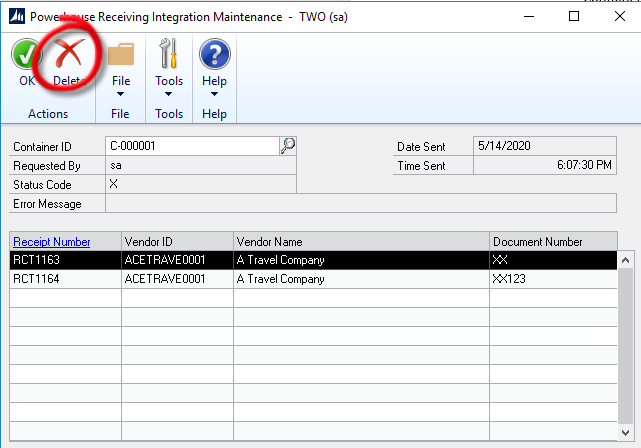 Powerhouse Receiving Integration Maintenance  -  TWO (sa)
OK Delete File Tools Help
Actions File Tools Help
Container ID C-000001 Date Sent 5/14/2020
Requested By sa Time Sent 6:07:30 PM
Status Code X
Error Message
Receipt Number Vendor ID Vendor Name Document Number
RCT1163 ACETRAVE0001 A Travel Company XX
RCT1164 ACETRAVE0001 A Travel Company XX123